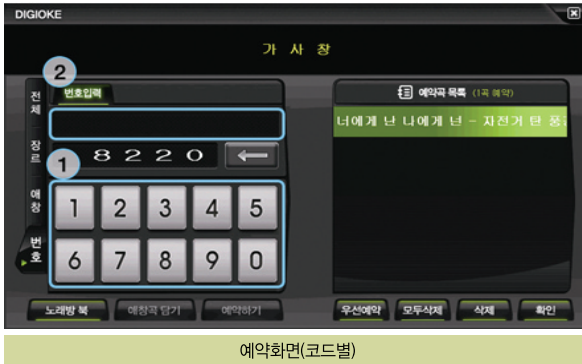 DIGIOKE
가 사 창
2
전체
번호입력
예약곡 목록 (1곡 예약)
너에게 난 나에게 넌 - 자전거 탄 풍
장르
1
8 2 2 0
애창
1 2 3 4 5
번호
6 7 8 9 0
노래방 북 애창곡 담기 예약하기 우선예약 모두삭제 삭제 확인
예약화면(코드별)